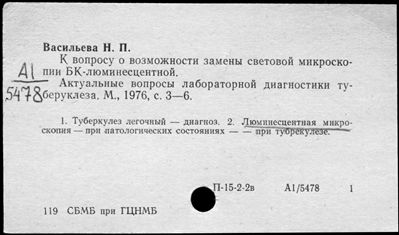 Васильева Н. П.
К вопросу о возможности замены световой микроско-
пии БК-люминесцентной.
А1
Актуальные вопросы лабораторной диагностики ту-
5478
беруклеза. М., 1976, с. 3—6.
1. Туберкулез легочный — диагноз. 2. Люминесцентная микро-
скопия — при патологических состояниях — — при тубрекулезе.
П-15-2-2в А1/5478 1
119 СБМБ при ГЦНМБ